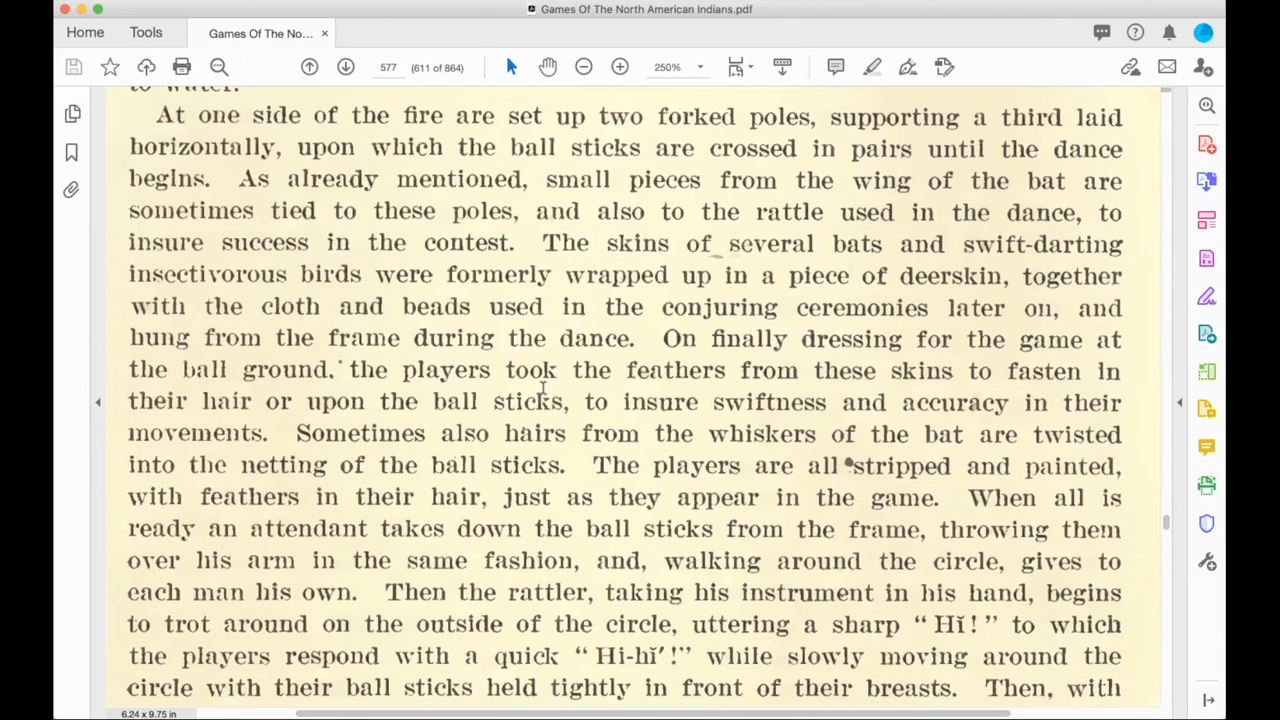 Games Of The North American Indians.pdf
Home
Tools
Games Of The No...
577
(611 of 864)
250%
to water.
At one side of the fire are set up two forked poles, supporting a third laid
horizontally, upon which the ball sticks are crossed in pairs until the dance
begins. As already mentioned, small pieces from the wing of the bat are
sometimes tied to these poles, and also to the rattle used in the dance, to
insure success in the contest. The skins of several bats and swift-darting
insectivorous birds were formerly wrapped up in a piece of deerskin, together
with the cloth and beads used in the conjuring ceremonies later on, and
hung from the frame during the dance. On finally dressing for the game at
the ball ground, the players took the feathers from these skins to fasten in
their hair or upon the ball sticks, to insure swiftness and accuracy in their
movements. Sometimes also hairs from the whiskers of the bat are twisted
into the netting of the ball sticks. The players are all stripped and painted,
with feathers in their hair, just as they appear in the game. When all is
ready an attendant takes down the ball sticks from the frame, throwing them
over his arm in the same fashion, and, walking around the circle, gives to
each man his own. Then the rattler, taking his instrument in his hand, begins
to trot around on the outside of the circle, uttering a sharp "Hĭ!" to which
the players respond with a quick "Hi-hĭ′!" while slowly moving around the
circle with their ball sticks held tightly in front of their breasts. Then, with
6.24 x 9.75 in